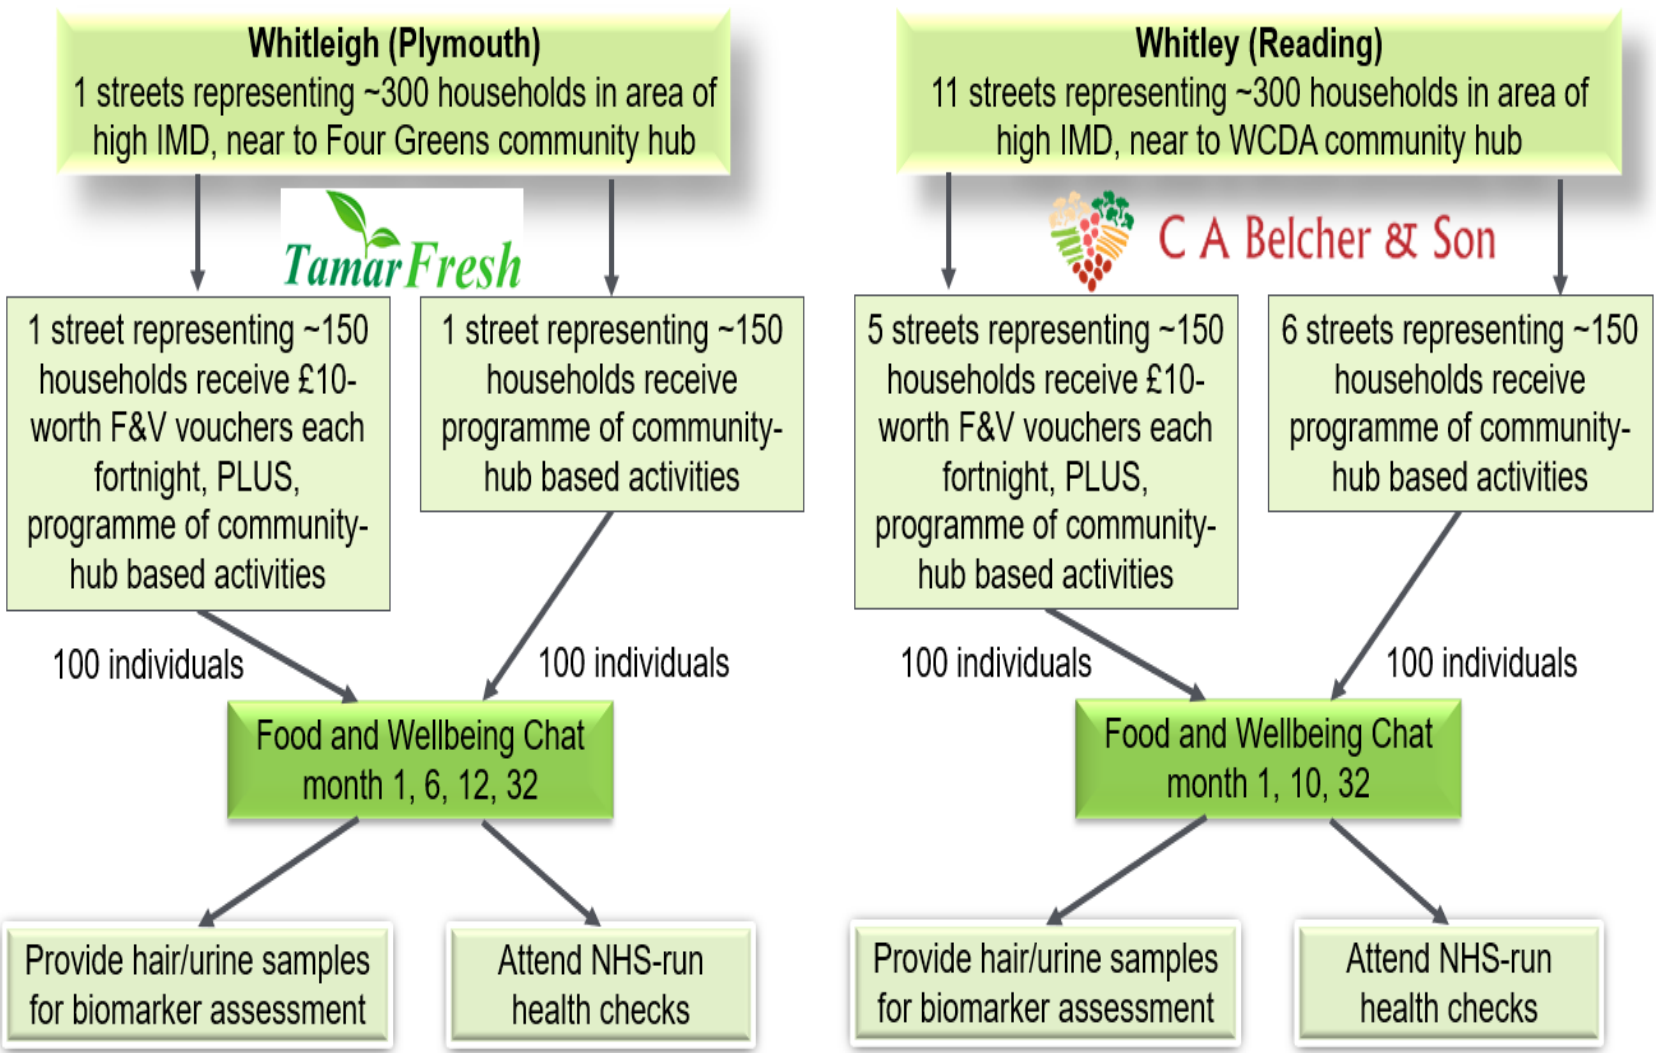 Whitleigh (Plymouth)
1 streets representing ~300 households in area of
high IMD, near to Four Greens community hub
Whitley (Reading)
11 streets representing ~300 households in area of
high IMD, near to WCDA community hub
TamarFresh
C A Belcher & Son
1 street representing ~150
households receive £10-
worth F&V vouchers each
fortnight, PLUS,
programme of community-
hub based activities
1 street representing ~150
households receive
programme of community-
hub based activities
5 streets representing ~150
households receive £10-
worth F&V vouchers each
fortnight, PLUS,
programme of community-
hub based activities
6 streets representing ~150
households receive
programme of community-
hub based activities
100 individuals
100 individuals
100 individuals
100 individuals
Food and Wellbeing Chat
month 1, 6, 12, 32
Food and Wellbeing Chat
month 1, 10, 32
Provide hair/urine samples
for biomarker assessment
Attend NHS-run
health checks
Provide hair/urine samples
for biomarker assessment
Attend NHS-run
health checks